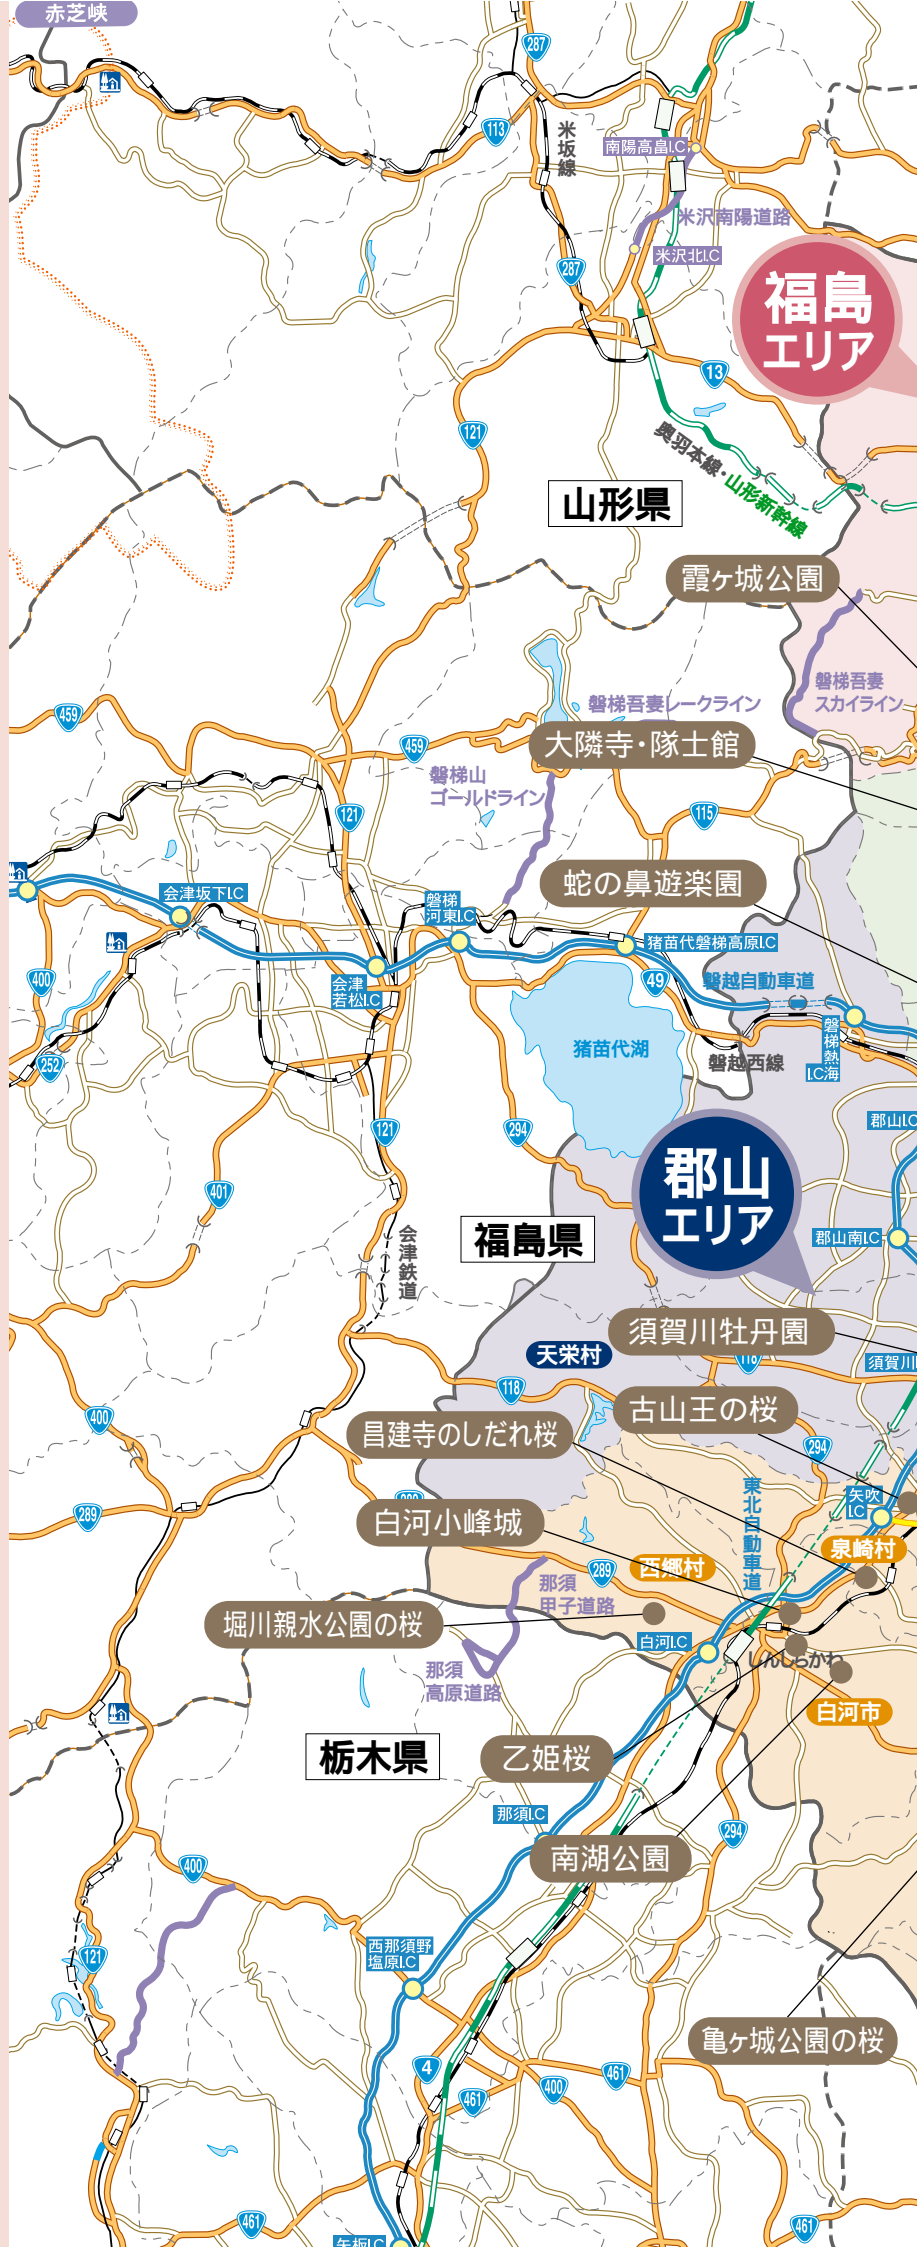 赤芝峡
287
113
米坂線
南陽高畠I.C
米沢南陽道路
米沢北I.C
287
福島
エリア
13
121
奥羽本線・山形新幹線
山形県
霞ヶ城公園
磐梯吾妻
スカイライン
磐梯吾妻レークライン
459
459
大隣寺・隊士館
磐梯山
ゴールドライン
121
115
蛇の鼻遊楽園
会津坂下I.C
磐梯
河東I.C
猪苗代磐梯高原I.C
400
会津
若松I.C
49
磐越自動車道
磐梯熱海I.C
猪苗代湖
磐越西線
252
郡山I.C
121
294
郡山
エリア
401
福島県
郡山南I.C
会津鉄道
須賀川牡丹園
天栄村
118
須賀川
118
400
古山王の桜
昌建寺のしだれ桜
294
東北自動車道
矢吹
I.C
289
白河小峰城
泉崎村
289
西郷村
那須
甲子道路
堀川親水公園の桜
白河I.C
しんしらかわ
那須
高原道路
白河市
栃木県
乙姫桜
那須I.C
294
南湖公園
400
西那須野
塩原I.C
121
亀ヶ城公園の桜
4
461
400
461
461
461
矢板I.C